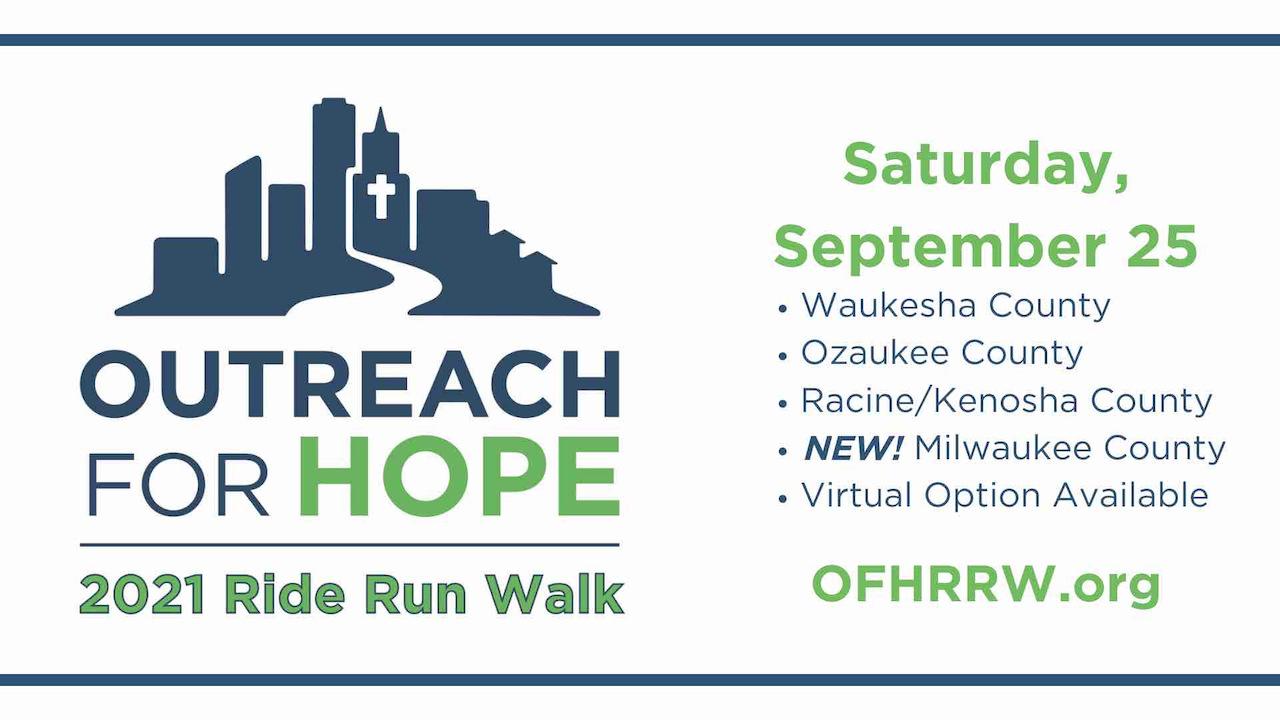 OUTREACH
FOR HOPE
2021 Ride Run Walk
Saturday,
September 25
• Waukesha County
• Ozaukee County
• Racine/Kenosha County
• NEW! Milwaukee County
• Virtual Option Available
OFHRRW.org